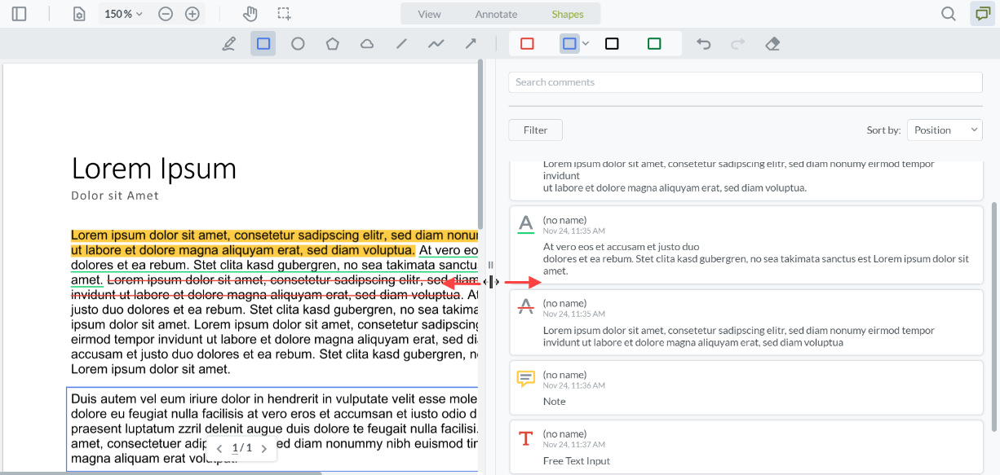 150 %
View
Annotate
Shapes
Search comments
Filter
Sort by:
Position
Lorem Ipsum
Dolor sit Amet
Lorem ipsum dolor sit amet, consetetur sadipscing elitr, sed diam
ut labore et dolore magna aliquyam erat, sed diam voluptua. At vero eo
dolores et ea rebum. Stet clita kasd gubergren, no sea takimata sanctu
amet. Lorem ipsum dolor sit amet, consetetur sadipscing elitr, sed diam
invidunt ut labore et dolore magna aliquyam erat, sed diam voluptua. At
justo duo dolores et ea rebum. Stet clita kasd gubergren, no sea takima
ipsum dolor sit amet. Lorem ipsum dolor sit amet, consetetur sadipscing
eirmod tempor invidunt ut labore et dolore magna aliquyam erat, sed di
accusam et justo duo dolores et ea rebum. Stet clita kasd gubergren, n
Lorem ipsum dolor sit amet.
Duis autem vel eum iriure dolor in hendrerit in vulputate velit esse mole
dolore eu feugiat nulla facilisis at vero eros et accumsan et iusto odio d
praesent luptatum zzril delenit augue duis dolore te feugait nulla facilisi.
amet, consectetuer ed diam nonummy nibh euismod tin
magna aliquam erat
1 / 1
Lorem ipsum dolor sit amet, consetetur sadipscing elitr, sed diam nonumy eirmod tempor
invidunt
ut labore et dolore magna aliquyam erat, sed diam voluptua.
(no name)
Nov 24, 11:35 AM
At vero eos et accusam et justo duo
dolores et ea rebum. Stet clita kasd gubergren, no sea takimata sanctus est Lorem ipsum dolor sit
amet.
(no name)
Nov 24, 11:35 AM
Lorem ipsum dolor sit amet, consetetur sadipscing elitr, sed diam nonumy eirmod tempor
invidunt ut labore et dolore magna aliquyam erat, sed diam voluptua
(no name)
Nov 24, 11:36 AM
Note
(no name)
Nov 24, 11:37 AM
Free Text Input